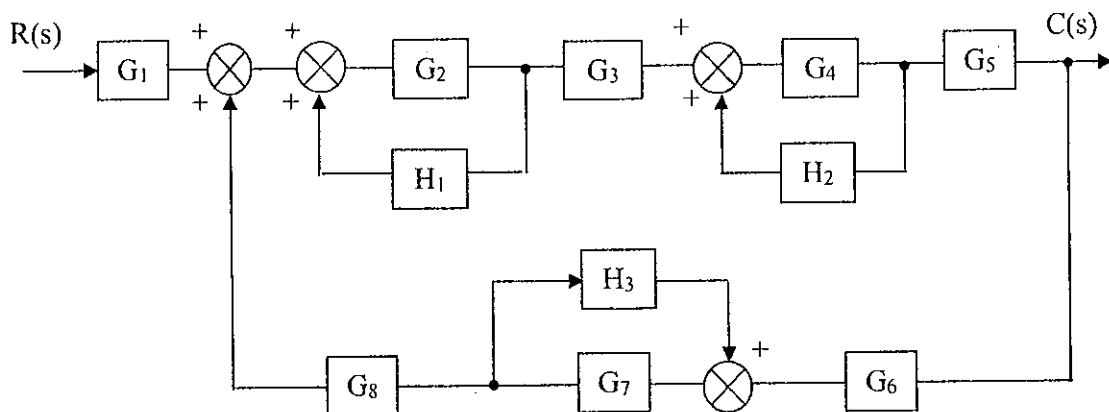 R(s)
C(s)
+
+
+
G₁
G₂
G₃
G₄
G₅
+
+
+
H₁
H₂
H₃
+
G₈
G₇
G₆